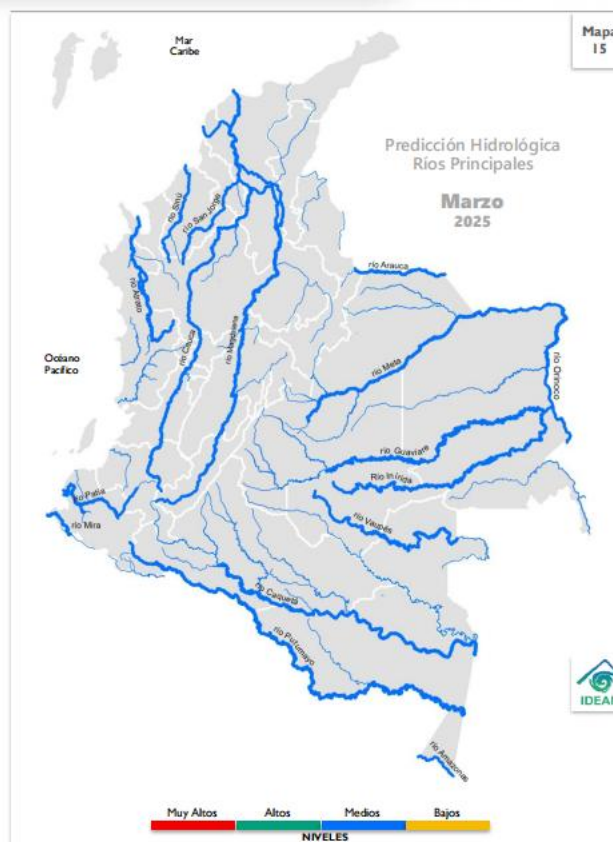 Mapa
15
Mar
Caribe
Predicción Hidrológica
Ríos Principales
Marzo
2025
río Sinú
río San Jorge
río Arauca
río Atrato
río Cauca
río Magdalena
río Meta
río Orinoco
Océano
Pacífico
río Guaviare
Río Inírida
río Patía
río Vaupés
río Mira
río Caquetá
río Putumayo
IDEAM
río Amazonas
Muy Altos
Altos
Medios
Bajos
NIVELES